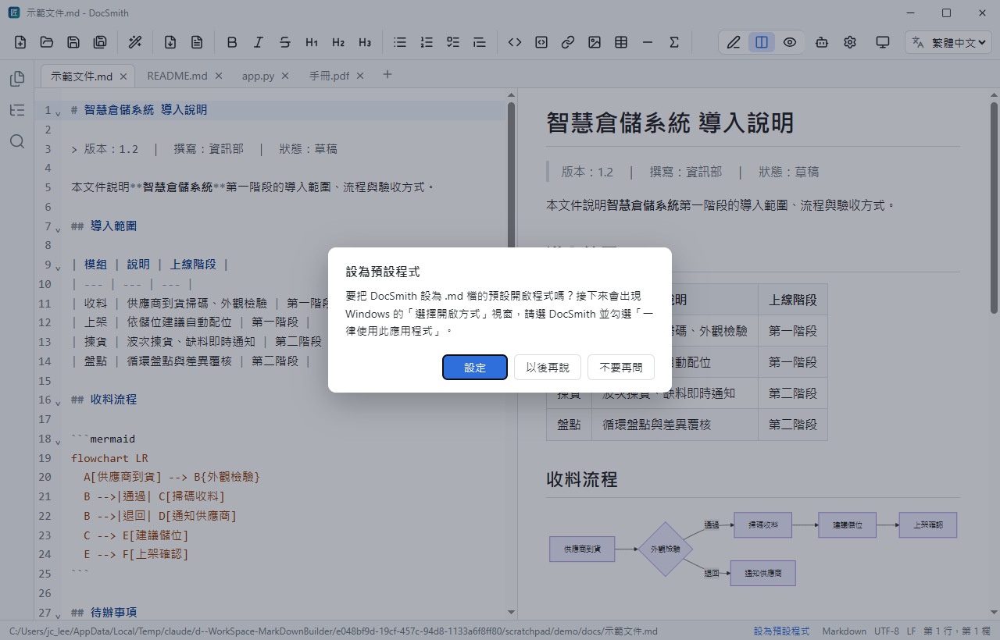 匠 示範文件.md - DocSmith
B I S H1 H2 H3 Σ 繁體中文
示範文件.md README.md app.py 手冊.pdf
1 # 智慧倉儲系統 導入說明
2
3 > 版本：1.2 | 撰寫：資訊部 | 狀態：草稿
4
5 本文件說明**智慧倉儲系統**第一階段的導入範圍、流程與驗收方式。
6
7 ## 導入範圍
8
9 | 模組 | 說明 | 上線階段 |
10 | --- | --- | --- |
11 | 收料 | 供應商到貨掃碼、外觀檢驗 | 第一階段
12 | 上架 | 依儲位建議自動配位 | 第一階段 |
13 | 揀貨 | 波次揀貨、缺料即時通知 | 第二階段
14 | 盤點 | 循環盤點與差異覆核 | 第二階段 |
15
16 ## 收料流程
17
18 ```mermaid
19 flowchart LR
20 A[供應商到貨] --> B{外觀檢驗}
21 B -->|通過| C[掃碼收料]
22 B -->|退回| D[通知供應商]
23 C --> E[建議儲位]
24 E --> F[上架確認]
25 ```
26
27 ## 待辦事項
智慧倉儲系統 導入說明
版本：1.2 | 撰寫：資訊部 | 狀態：草稿
本文件說明智慧倉儲系統第一階段的導入範圍、流程與驗收方式。
明 上線階段
碼、外觀檢驗 第一階段
動配位 第一階段
揀貨 波次揀貨、缺料即時通知 第二階段
盤點 循環盤點與差異覆核 第二階段
收料流程
供應商到貨 外觀檢驗 通過 掃碼收料 建議儲位 上架確認
退回 通知供應商
設為預設程式
要把 DocSmith 設為 .md 檔的預設開啟程式嗎？接下來會出現
Windows 的「選擇開啟方式」視窗，請選 DocSmith 並勾選「一
律使用此應用程式」。
設定 以後再說 不要再問
C:/Users/jc_lee/AppData/Local/Temp/claude/d--WorkSpace-MarkDownBuilder/e048bf9d-19cf-457c-94d8-1133a6f8ff80/scratchpad/demo/docs/示範文件.md 設為預設程式 Markdown UTF-8 LF 第 1 行，第 1 欄